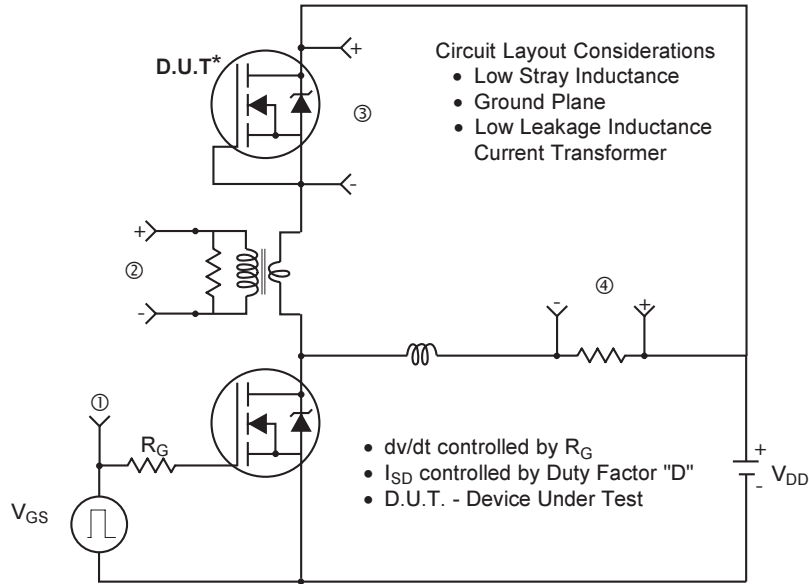 D.U.T*
+
③
-
Circuit Layout Considerations
• Low Stray Inductance
• Ground Plane
• Low Leakage Inductance
Current Transformer
+
②
-
④
-
+
①
R_G
V_GS
• dv/dt controlled by R_G
• I_SD controlled by Duty Factor "D"
• D.U.T. - Device Under Test
+
V_DD
-